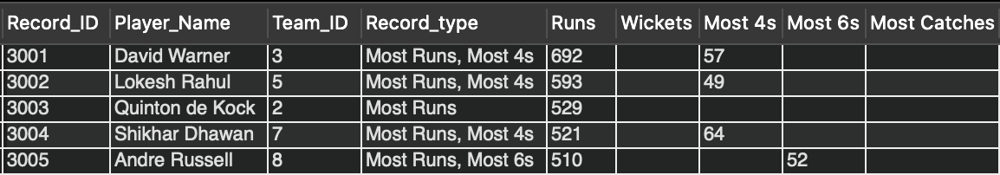 Record_ID Player_Name Team_ID Record_type Runs Wickets Most 4s Most 6s Most Catches
3001 David Warner 3 Most Runs, Most 4s 692 57
3002 Lokesh Rahul 5 Most Runs, Most 4s 593 49
3003 Quinton de Kock 2 Most Runs 529
3004 Shikhar Dhawan 7 Most Runs, Most 4s 521 64
3005 Andre Russell 8 Most Runs, Most 6s 510 52